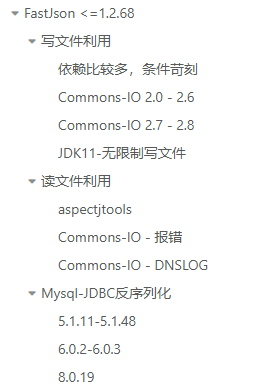 FastJson <=1.2.68
写文件利用
依赖比较多，条件苛刻
Commons-IO 2.0 - 2.6
Commons-IO 2.7 - 2.8
JDK11-无限制写文件
读文件利用
aspectjtools
Commons-IO - 报错
Commons-IO - DNSLOG
Mysql-JDBC反序列化
5.1.11-5.1.48
6.0.2-6.0.3
8.0.19